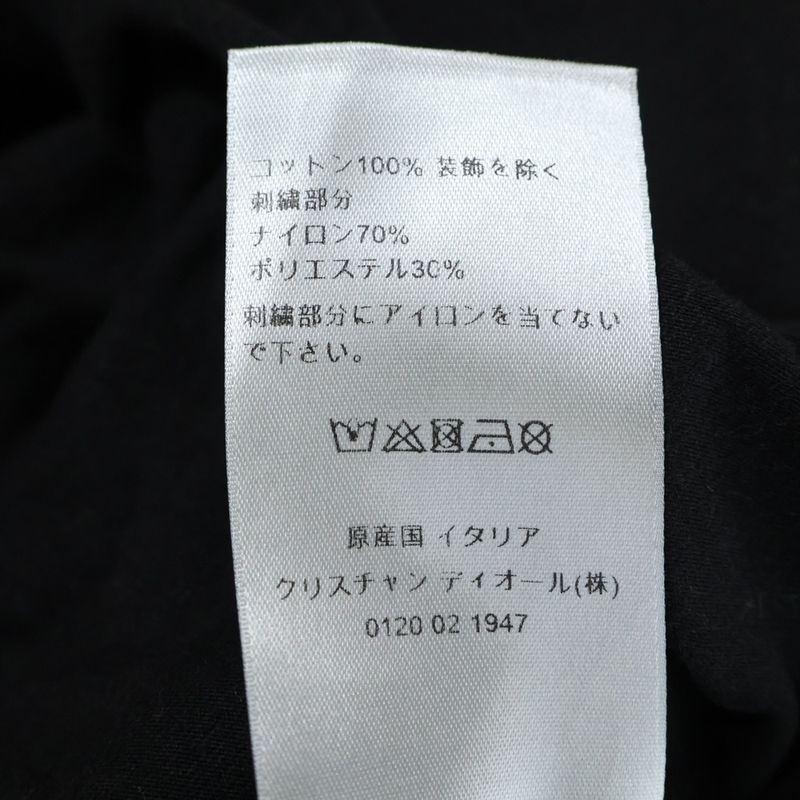 コットン100% 装飾を除く
刺繍部分
ナイロン70%
ポリエステル30%
刺繍部分にアイロンを当てない
で下さい。
原産国 イタリア
クリスチャン ディオール(株)
0120 02 1947